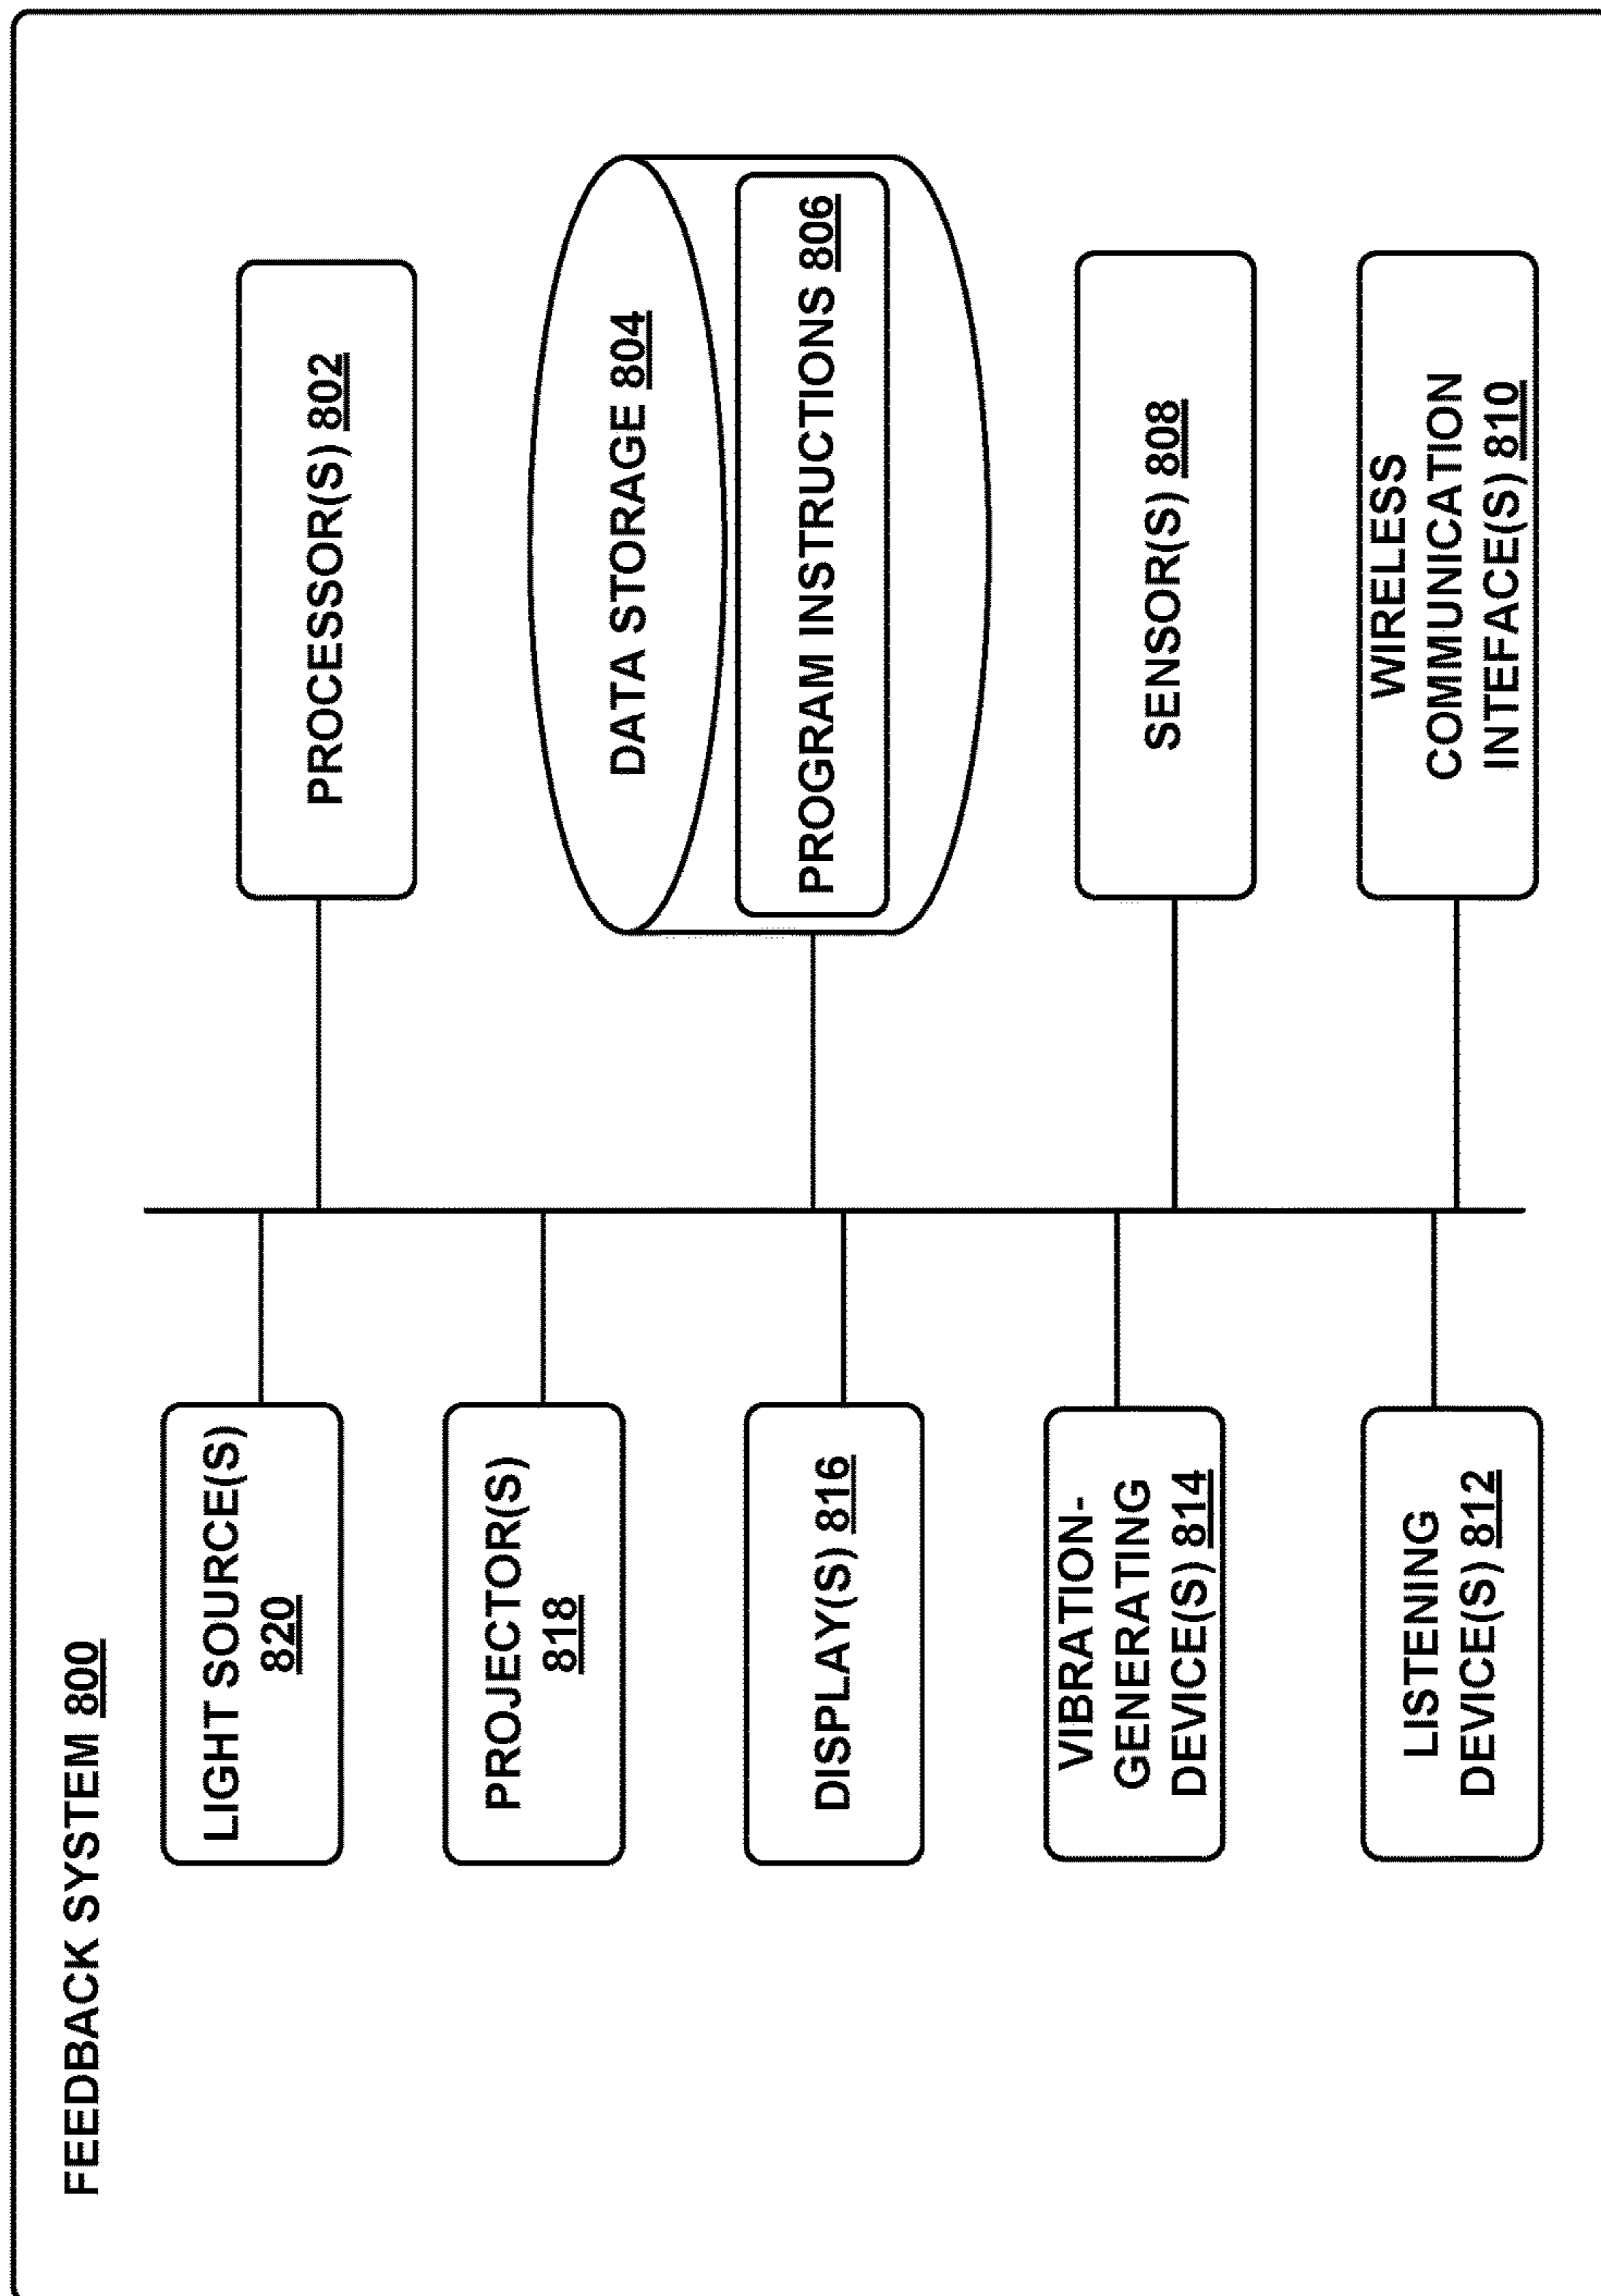 FEEDBACK SYSTEM 800
LIGHT SOURCE(S)
820
PROJECTOR(S)
818
DISPLAY(S) 816
VIBRATION-
GENERATING
DEVICE(S) 814
LISTENING
DEVICE(S) 812
PROCESSOR(S) 802
DATA STORAGE 804
PROGRAM INSTRUCTIONS 806
SENSOR(S) 808
WIRELESS
COMMUNICATION
INTEFACE(S) 810